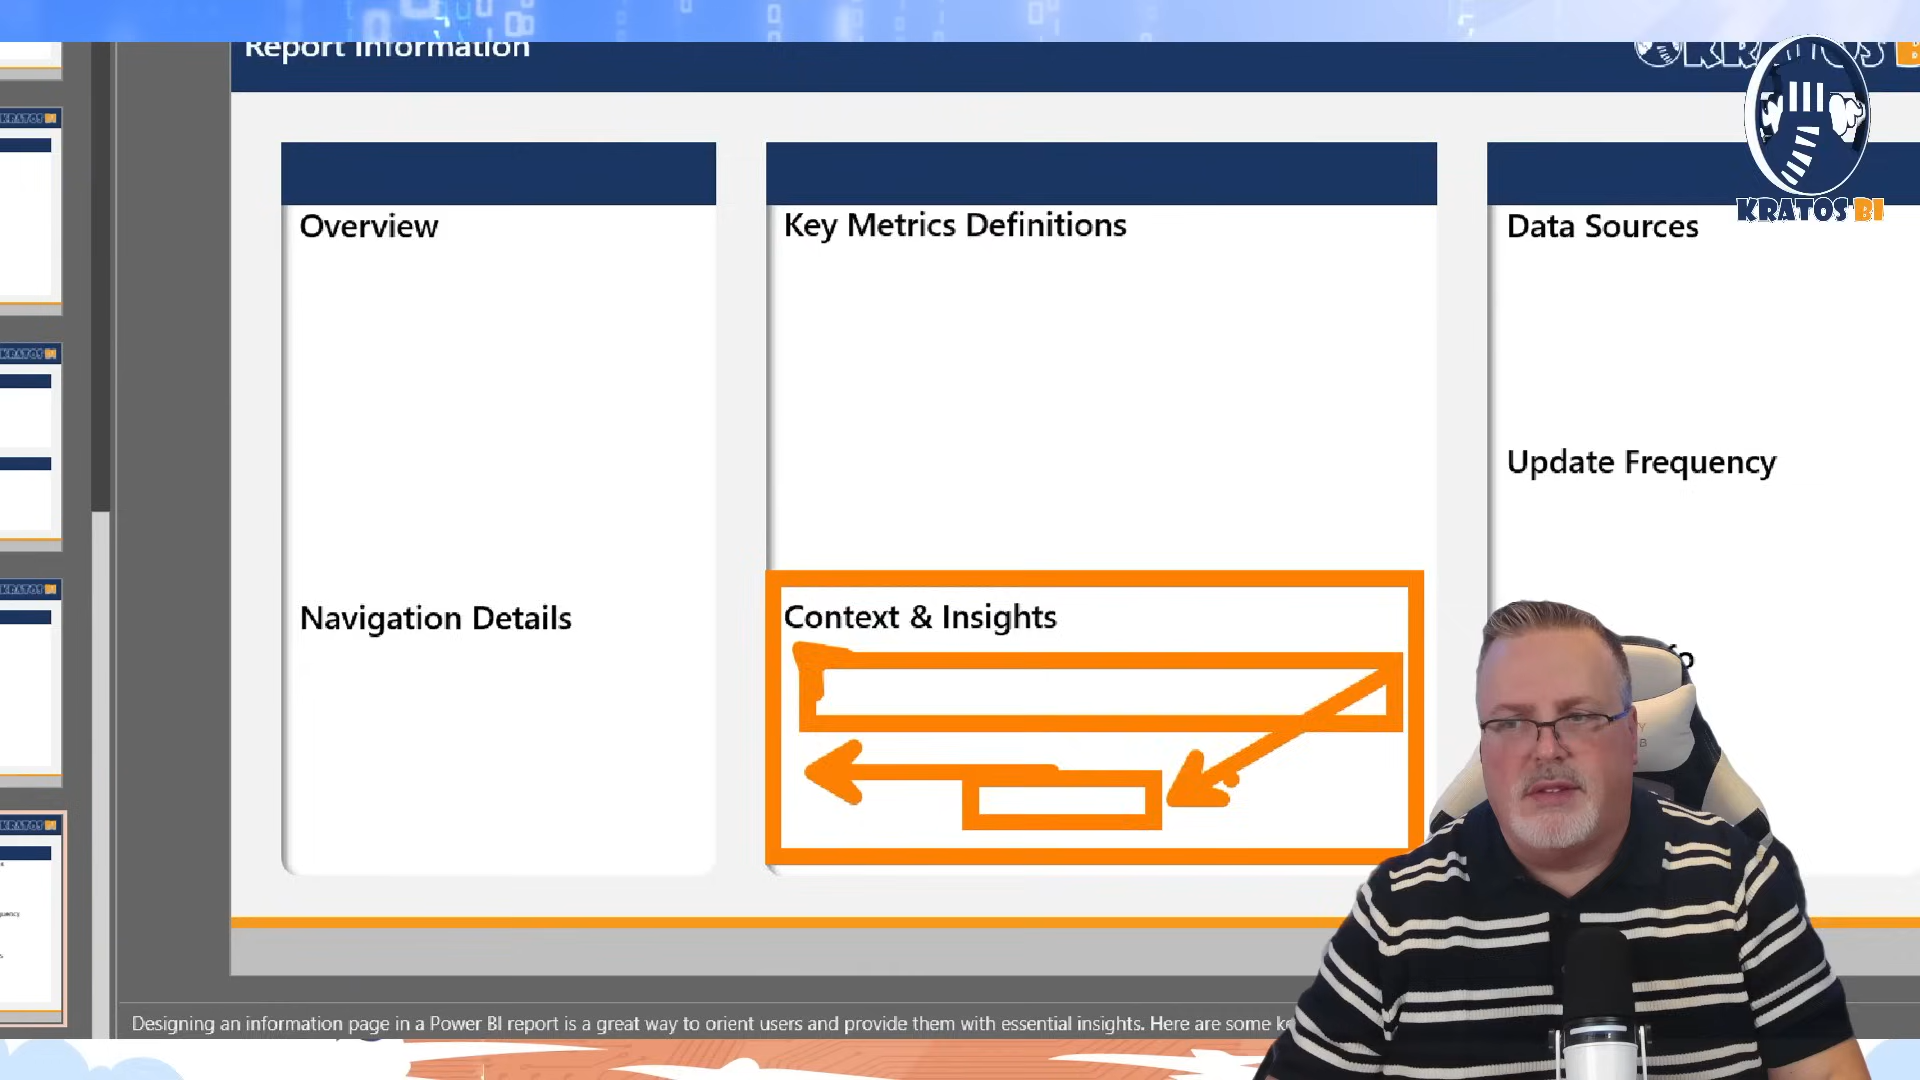 Report Information
KRATOS BI
Overview
Key Metrics Definitions
Data Sources
Update Frequency
Navigation Details
Context & Insights
Designing an information page in a Power BI report is a great way to orient users and provide them with essential insights. Here are some